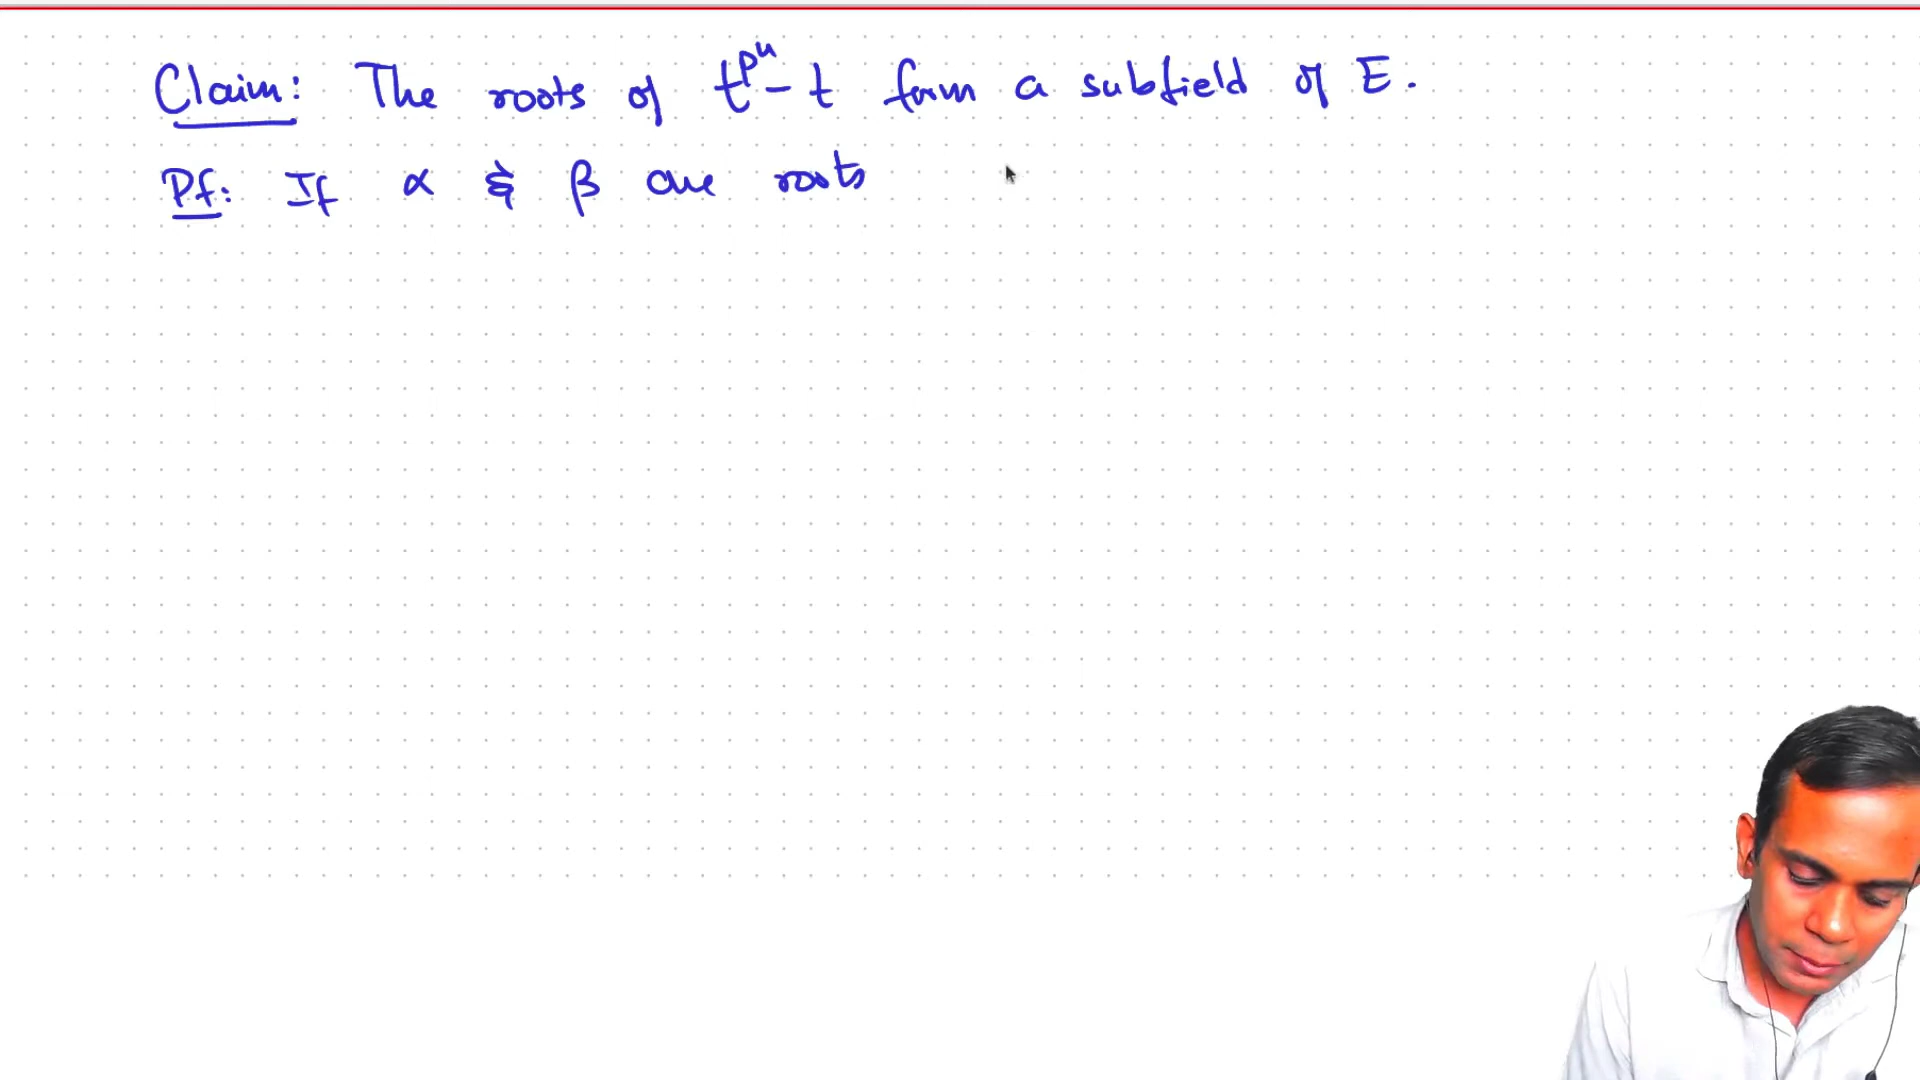 Claim: The roots of t^{p^n} - t form a subfield of E.
Pf: If α & β are roots